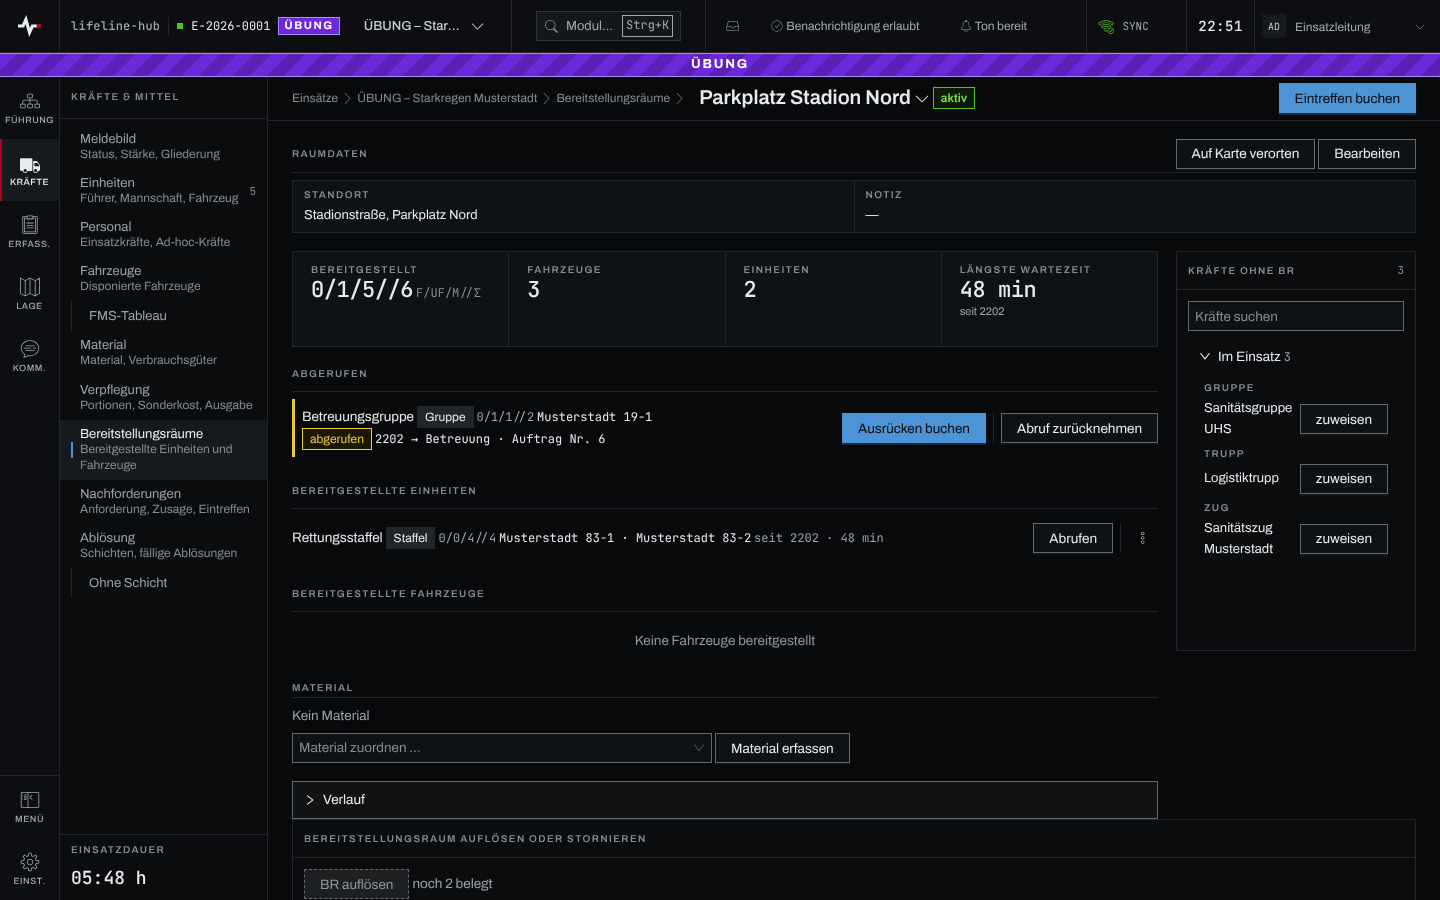 lifeline-hub
E-2026-0001
ÜBUNG
ÜBUNG – Star...
Modul...
Strg+K
Benachrichtigung erlaubt
Ton bereit
SYNC
22:51
AD
Einsatzleitung
ÜBUNG
FÜHRUNG
KRÄFTE
ERFASS.
LAGE
KOMM.
MENÜ
EINST.
KRÄFTE & MITTEL
Meldebild
Status, Stärke, Gliederung
Einheiten
Führer, Mannschaft, Fahrzeug
5
Personal
Einsatzkräfte, Ad-hoc-Kräfte
Fahrzeuge
Disponierte Fahrzeuge
FMS-Tableau
Material
Material, Verbrauchsgüter
Verpflegung
Portionen, Sonderkost, Ausgabe
Bereitstellungsräume
Bereitgestellte Einheiten und
Fahrzeuge
Nachforderungen
Anforderung, Zusage, Eintreffen
Ablösung
Schichten, fällige Ablösungen
Ohne Schicht
EINSATZDAUER
05:48 h
Einsätze
ÜBUNG – Starkregen Musterstadt
Bereitstellungsräume
Parkplatz Stadion Nord
aktiv
Eintreffen buchen
RAUMDATEN
Auf Karte verorten
Bearbeiten
STANDORT
Stadionstraße, Parkplatz Nord
NOTIZ
—
BEREITGESTELLT
0/1/5//6 F/UF/M//Σ
FAHRZEUGE
3
EINHEITEN
2
LÄNGSTE WARTEZEIT
48 min
seit 2202
ABGERUFEN
Betreuungsgruppe Gruppe 0/1/1//2 Musterstadt 19-1
abgerufen 2202 → Betreuung · Auftrag Nr. 6
Ausrücken buchen
Abruf zurücknehmen
BEREITGESTELLTE EINHEITEN
Rettungsstaffel Staffel 0/0/4//4 Musterstadt 83-1 · Musterstadt 83-2 seit 2202 · 48 min
Abrufen
BEREITGESTELLTE FAHRZEUGE
Keine Fahrzeuge bereitgestellt
MATERIAL
Kein Material
Material zuordnen ...
Material erfassen
Verlauf
BEREITSTELLUNGSRAUM AUFLÖSEN ODER STORNIEREN
BR auflösen
noch 2 belegt
KRÄFTE OHNE BR
3
Kräfte suchen
Im Einsatz 3
GRUPPE
Sanitätsgruppe
UHS
zuweisen
TRUPP
Logistiktrupp
zuweisen
ZUG
Sanitätszug
Musterstadt
zuweisen